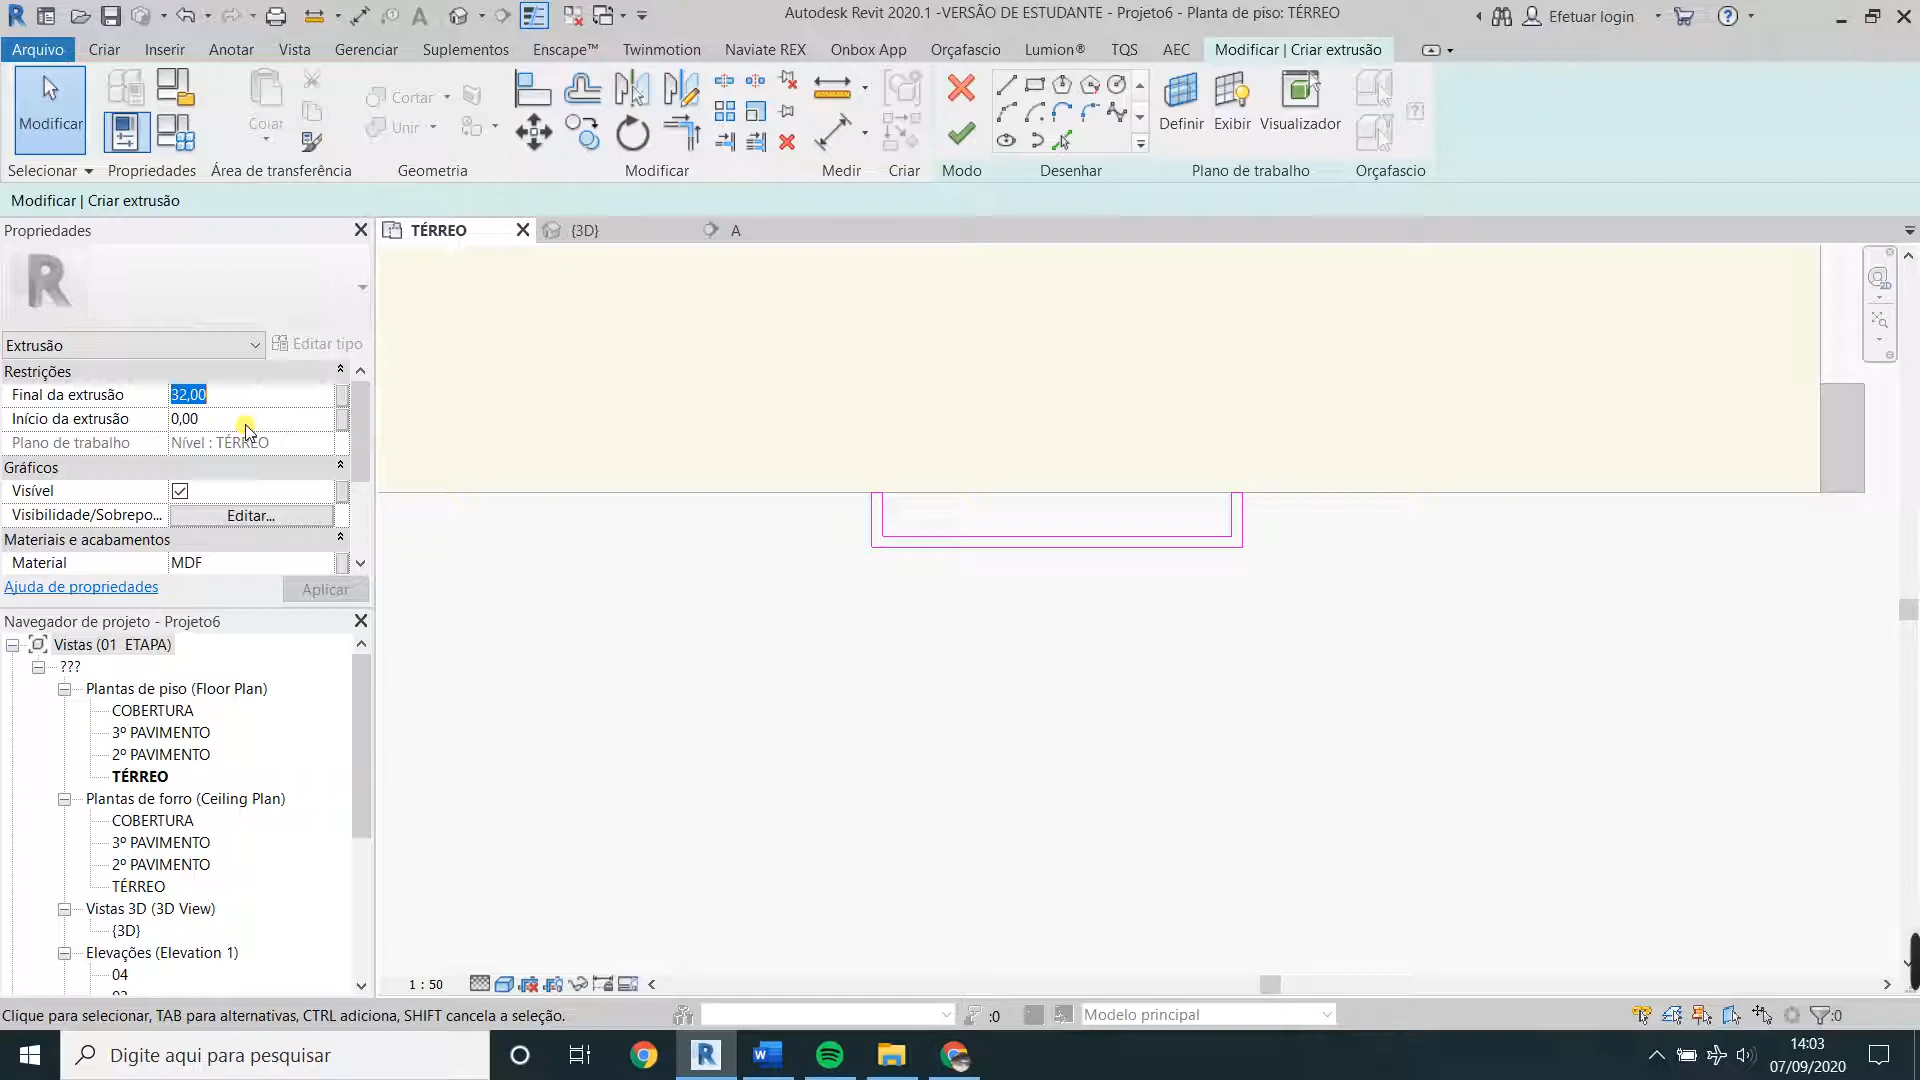 Autodesk Revit 2020.1 -VERSÃO DE ESTUDANTE - Projeto6 - Planta de piso: TÉRREO
Efetuar login
Arquivo Criar Inserir Anotar Vista Gerenciar Suplementos Enscape™ Twinmotion Naviate REX Onbox App Orçafascio Lumion® TQS AEC Modificar | Criar extrusão
Modificar
Colar
Cortar
Unir
Definir Exibir Visualizador
Selecionar Propriedades Área de transferência Geometria Modificar Medir Criar Modo Desenhar Plano de trabalho Orçafascio
Modificar | Criar extrusão
Propriedades
TÉRREO
{3D}
A
Extrusão
Editar tipo
Restrições
Final da extrusão 32,00
Início da extrusão 0,00
Plano de trabalho Nível : TÉRREO
Gráficos
Visível
Visibilidade/Sobrepo... Editar...
Materiais e acabamentos
Material MDF
Ajuda de propriedades
Aplicar
Navegador de projeto - Projeto6
Vistas (01 ETAPA)
???
Plantas de piso (Floor Plan)
COBERTURA
3º PAVIMENTO
2º PAVIMENTO
TÉRREO
Plantas de forro (Ceiling Plan)
COBERTURA
3º PAVIMENTO
2º PAVIMENTO
TÉRREO
Vistas 3D (3D View)
{3D}
Elevações (Elevation 1)
04
1 : 50
Clique para selecionar, TAB para alternativas, CTRL adiciona, SHIFT cancela a seleção.
:0
Modelo principal
:0
Digite aqui para pesquisar
14:03
07/09/2020